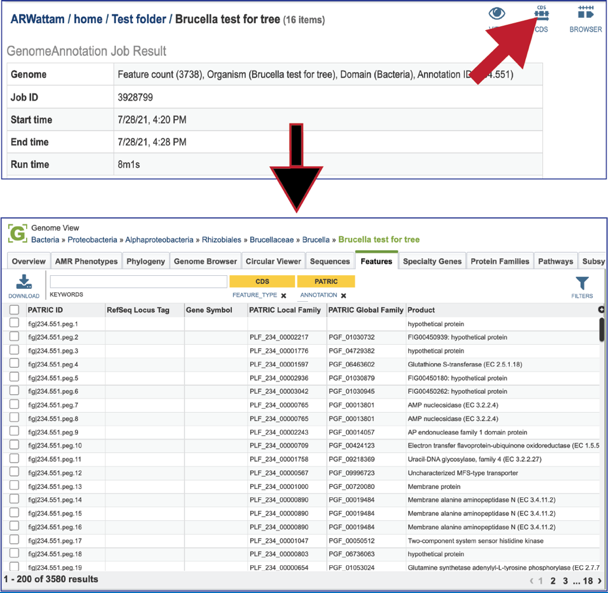 ARWattam / home / Test folder / Brucella test for tree (16 items)
CDS
CDS BROWSER
GenomeAnnotation Job Result
Genome Feature count (3738), Organism (Brucella test for tree), Domain (Bacteria), Annotation .551)
Job ID 3928799
Start time 7/28/21, 4:20 PM
End time 7/28/21, 4:28 PM
Run time 8m1s
G Genome View
Bacteria » Proteobacteria » Alphaproteobacteria » Rhizobiales » Brucellaceae » Brucella » Brucella test for tree
Overview AMR Phenotypes Phylogeny Genome Browser Circular Viewer Sequences Features Specialty Genes Protein Families Pathways Subsy
CDS PATRIC
DOWNLOAD KEYWORDS FEATURE_TYPE × ANNOTATION × FILTERS
PATRIC ID RefSeq Locus Tag Gene Symbol PATRIC Local Family PATRIC Global Family Product
fig|234.551.peg.1 hypothetical protein
fig|234.551.peg.2 PLF_234_00002217 PGF_01030732 FIG00450939: hypothetical protein
fig|234.551.peg.3 PLF_234_00001776 PGF_04729382 hypothetical protein
fig|234.551.peg.4 PLF_234_00001597 PGF_06463602 Glutathione S-transferase (EC 2.5.1.18)
fig|234.551.peg.5 PLF_234_00002936 PGF_01030879 FIG00450180: hypothetical protein
fig|234.551.peg.6 PLF_234_00003042 PGF_01030945 FIG00450262: hypothetical protein
fig|234.551.peg.7 PLF_234_00000765 PGF_00013801 AMP nucleosidase (EC 3.2.2.4)
fig|234.551.peg.8 PLF_234_00000765 PGF_00013801 AMP nucleosidase (EC 3.2.2.4)
fig|234.551.peg.9 PLF_234_00002243 PGF_00014057 AP endonuclease family 1 domain protein
fig|234.551.peg.10 PLF_234_00000709 PGF_00424123 Electron transfer flavoprotein-ubiquinone oxidoreductase (EC 1.5.5
fig|234.551.peg.11 PLF_234_00001758 PGF_09218369 Uracil-DNA glycosylase, family 4 (EC 3.2.2.27)
fig|234.551.peg.12 PLF_234_00000567 PGF_09996723 Uncharacterized MFS-type transporter
fig|234.551.peg.13 PLF_234_00001000 PGF_00720080 Membrane protein
fig|234.551.peg.14 PLF_234_00000890 PGF_00019484 Membrane alanine aminopeptidase N (EC 3.4.11.2)
fig|234.551.peg.15 PLF_234_00000890 PGF_00019484 Membrane alanine aminopeptidase N (EC 3.4.11.2)
fig|234.551.peg.16 PLF_234_00000890 PGF_00019484 Membrane alanine aminopeptidase N (EC 3.4.11.2)
fig|234.551.peg.17 PLF_234_00001047 PGF_00050512 Two-component system sensor histidine kinase
fig|234.551.peg.18 PLF_234_00000803 PGF_06736063 hypothetical protein
fig|234.551.peg.19 PLF_234_00000654 PGF_01053024 Glutamine synthetase adenylyl-L-tyrosine phosphorylase (EC 2.7.7
1 - 200 of 3580 results ‹ 1 2 3 ... 18 ›